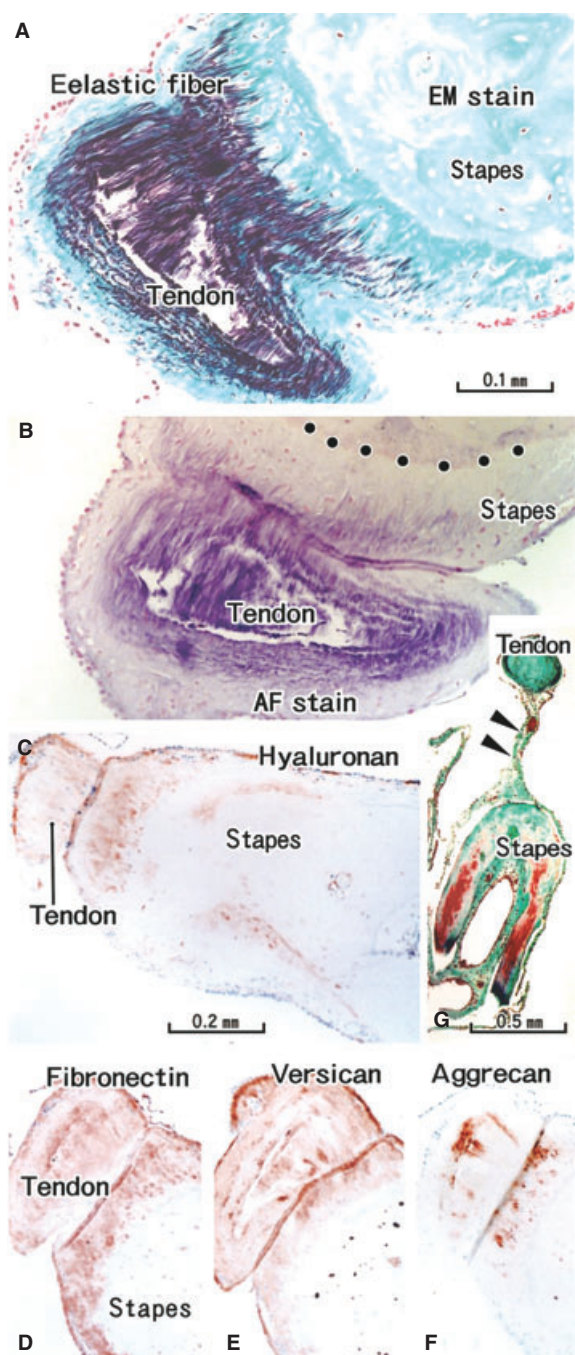 A
Eelastic fiber
EM stain
Stapes
Tendon
0.1 mm
B
Stapes
Tendon
AF stain
Tendon
C
Hyaluronan
Stapes
Stapes
Tendon
0.2 mm
G
0.5 mm
Fibronectin
Versican
Aggrecan
Tendon
Stapes
D
E
F